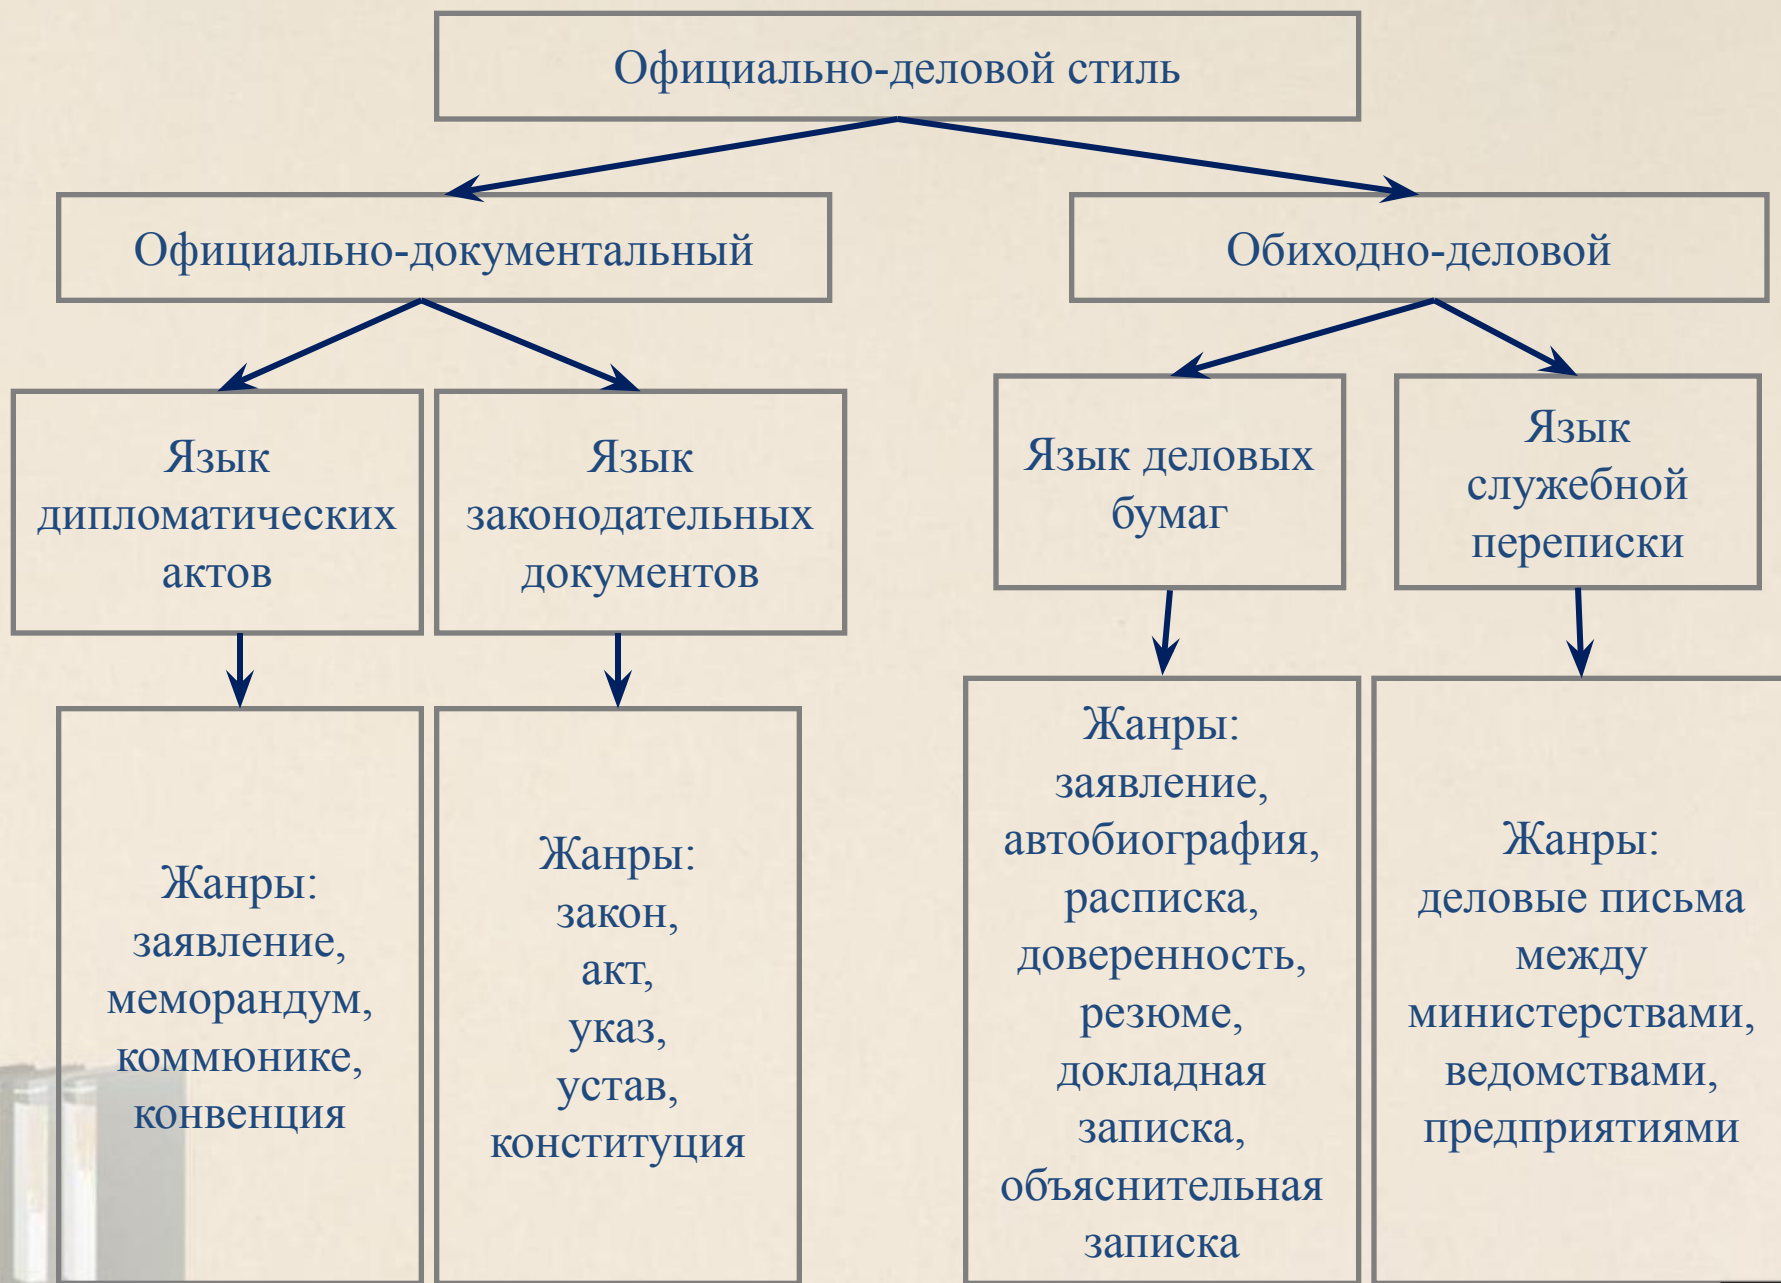 Официально-деловой стиль
Официально-документальный
Обиходно-деловой
Язык
дипломатических
актов
Язык
законодательных
документов
Язык деловых
бумаг
Язык
служебной
переписки
Жанры:
заявление,
меморандум,
коммюнике,
конвенция
Жанры:
закон,
акт,
указ,
устав,
конституция
Жанры:
заявление,
автобиография,
расписка,
доверенность,
резюме,
докладная
записка,
объяснительная
записка
Жанры:
деловые письма
между
министерствами,
ведомствами,
предприятиями